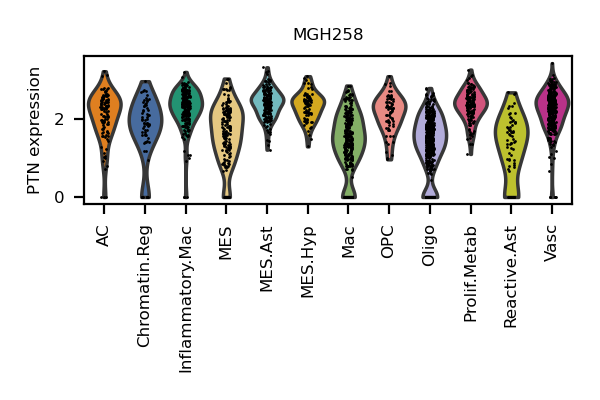 MGH258
PTN expression
2
0
AC
Chromatin.Reg
Inflammatory.Mac
MES
MES.Ast
MES.Hyp
Mac
OPC
Oligo
Prolif.Metab
Reactive.Ast
Vasc